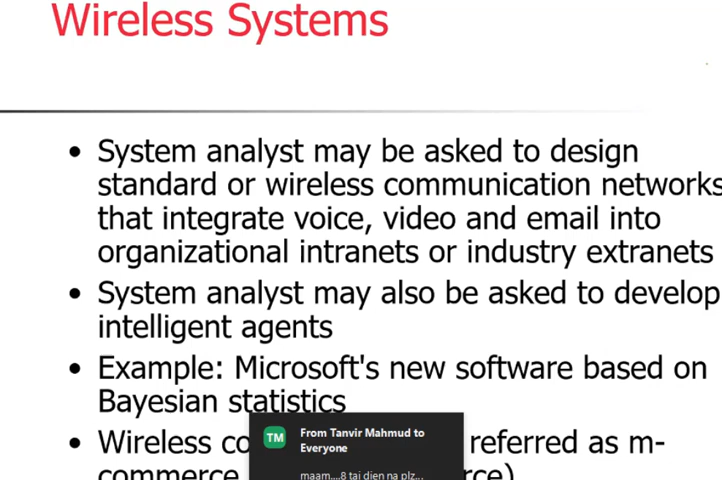 Wireless Systems
• System analyst may be asked to design
standard or wireless communication networks
that integrate voice, video and email into
organizational intranets or industry extranets
• System analyst may also be asked to develop
intelligent agents
• Example: Microsoft's new software based on
Bayesian statistics
• Wireless co referred as m-
commerce rce)
TM
From Tanvir Mahmud to
Everyone
maam....8 tai dien na plz...